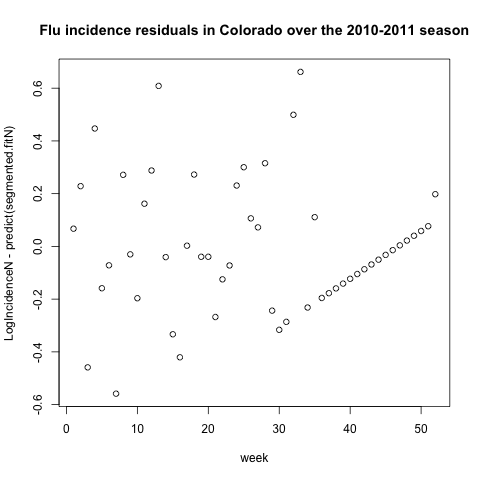 Flu incidence residuals in Colorado over the 2010-2011 season
LogIncidenceN - predict(segmented.fitN)
0.6
0.4
0.2
0.0
-0.2
-0.4
-0.6
0 10 20 30 40 50
week